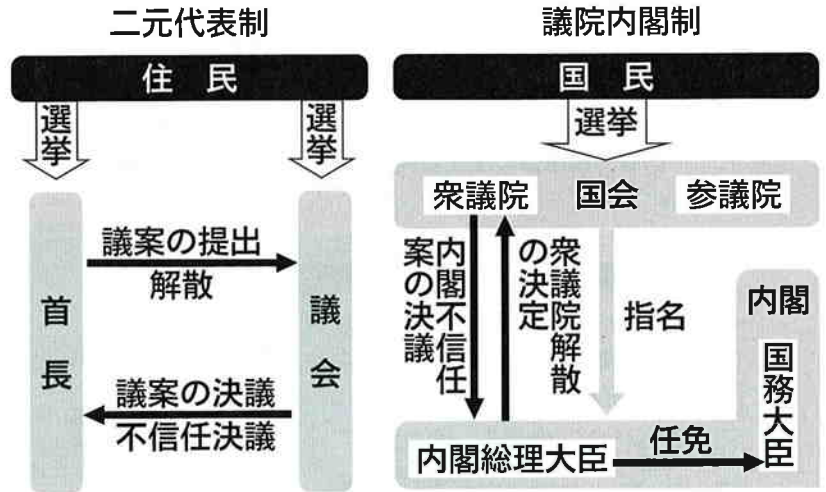 二元代表制
住民
選挙
選挙
首長
議案の提出
解散
議案の決議
不信任決議
議会
議院内閣制
国民
選挙
衆議院
国会
参議院
内閣不信任
案の決議
衆議院解散
の決定
指名
内閣
国務大臣
内閣総理大臣
任免